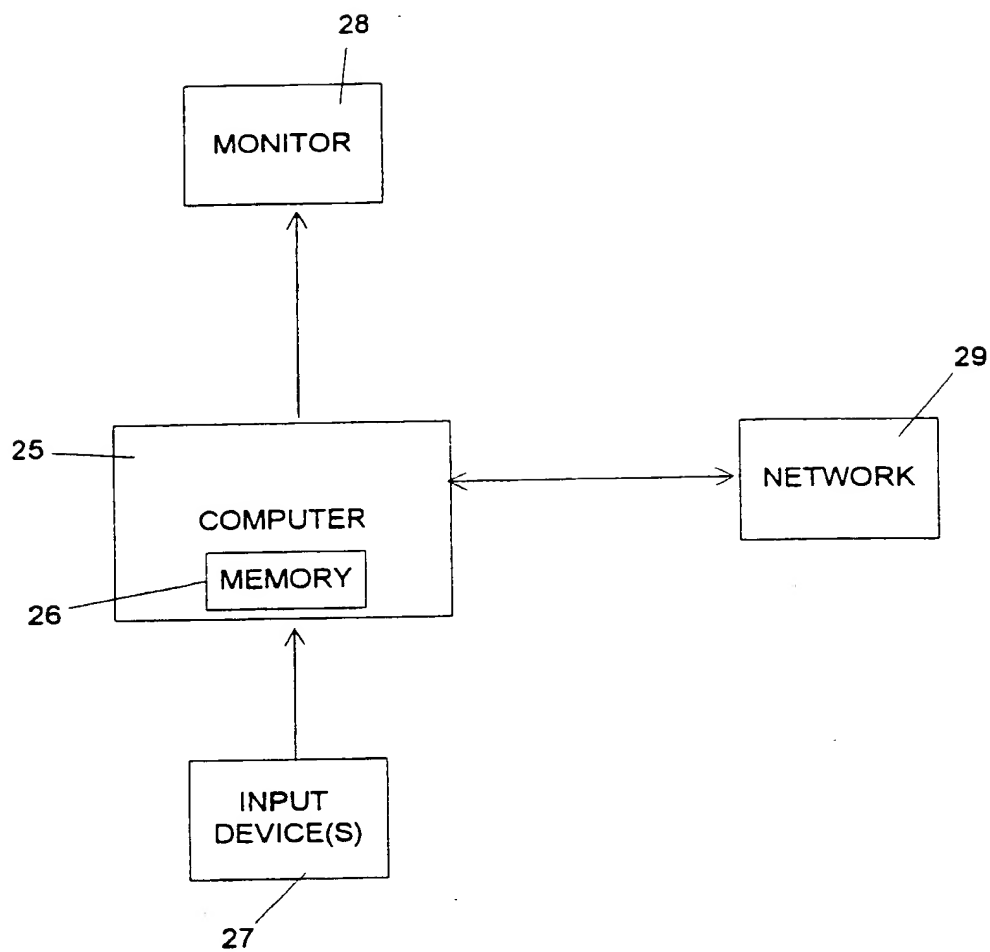 28
MONITOR
29
25
NETWORK
COMPUTER
MEMORY
26
INPUT
DEVICE(S)
27